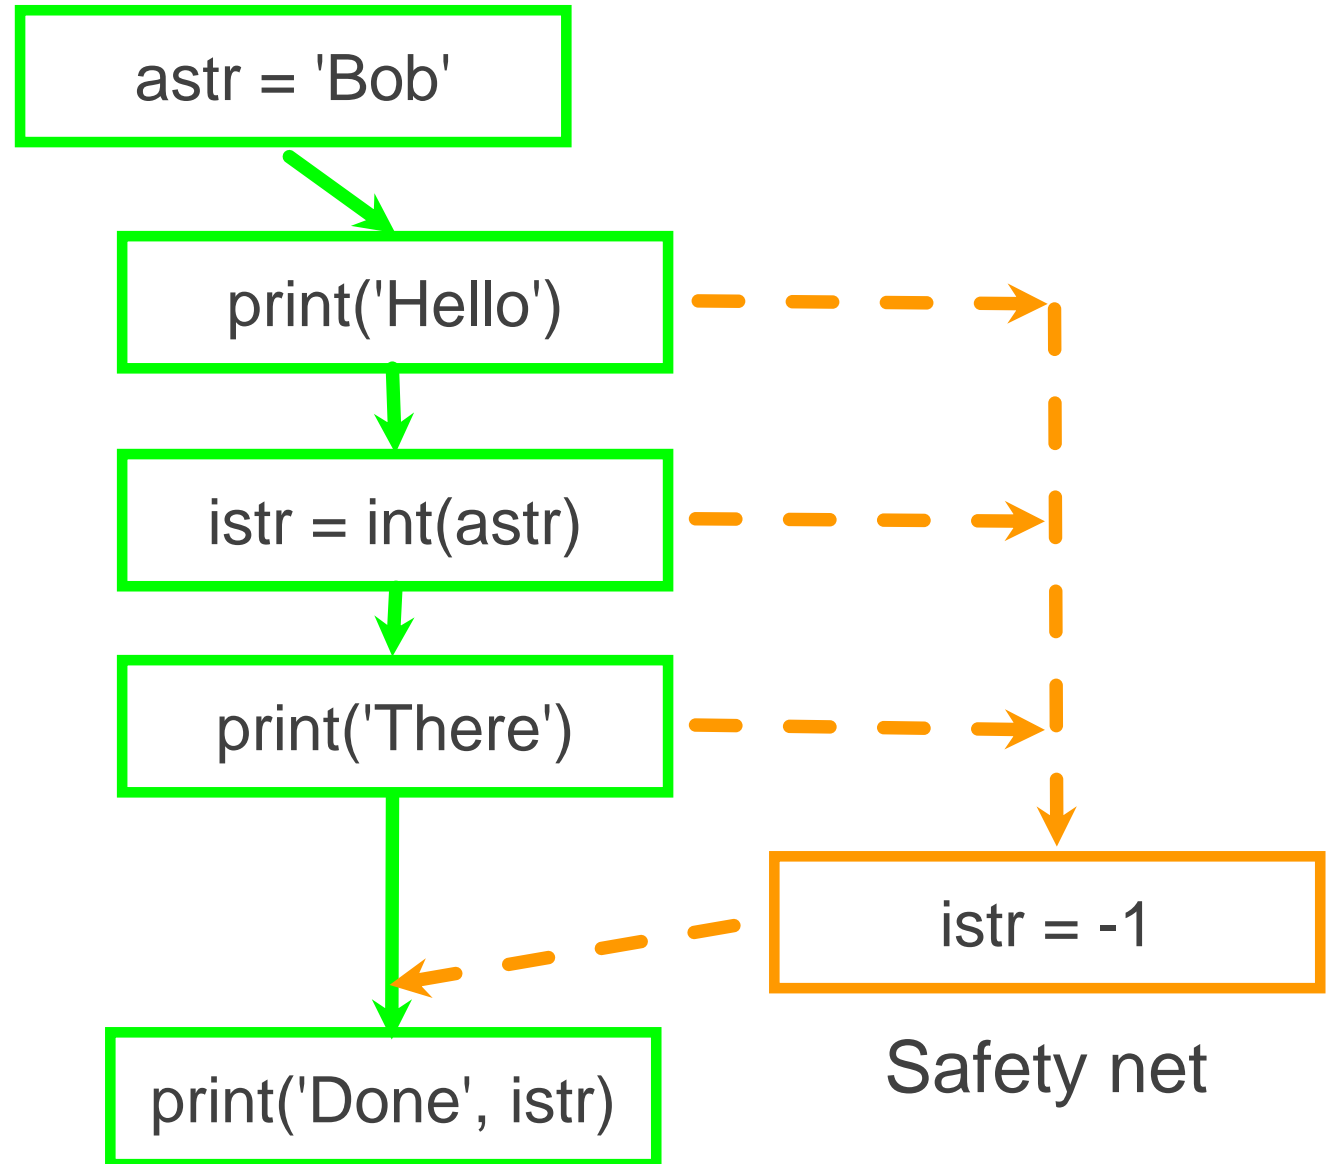 astr = 'Bob'
print('Hello')
istr = int(astr)
print('There')
istr = -1
Safety net
print('Done', istr)